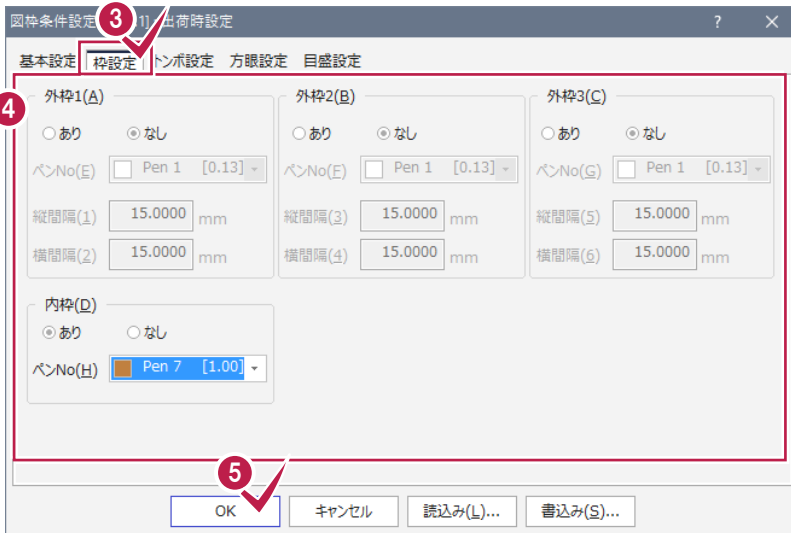 図枠条件設定 1] 出荷時設定 ?
3
基本設定 枠設定 トンボ設定 方眼設定 目盛設定
4
外枠1(A) 外枠2(B) 外枠3(C)
あり なし あり なし あり なし
ペンNo(E) Pen 1 [0.13] ペンNo(F) Pen 1 [0.13] ペンNo(G) Pen 1 [0.13]
縦間隔(1) 15.0000 mm 縦間隔(3) 15.0000 mm 縦間隔(5) 15.0000 mm
横間隔(2) 15.0000 mm 横間隔(4) 15.0000 mm 横間隔(6) 15.0000 mm
内枠(D)
あり なし
ペンNo(H) Pen 7 [1.00]
5
OK キャンセル 読込み(L)... 書込み(S)...